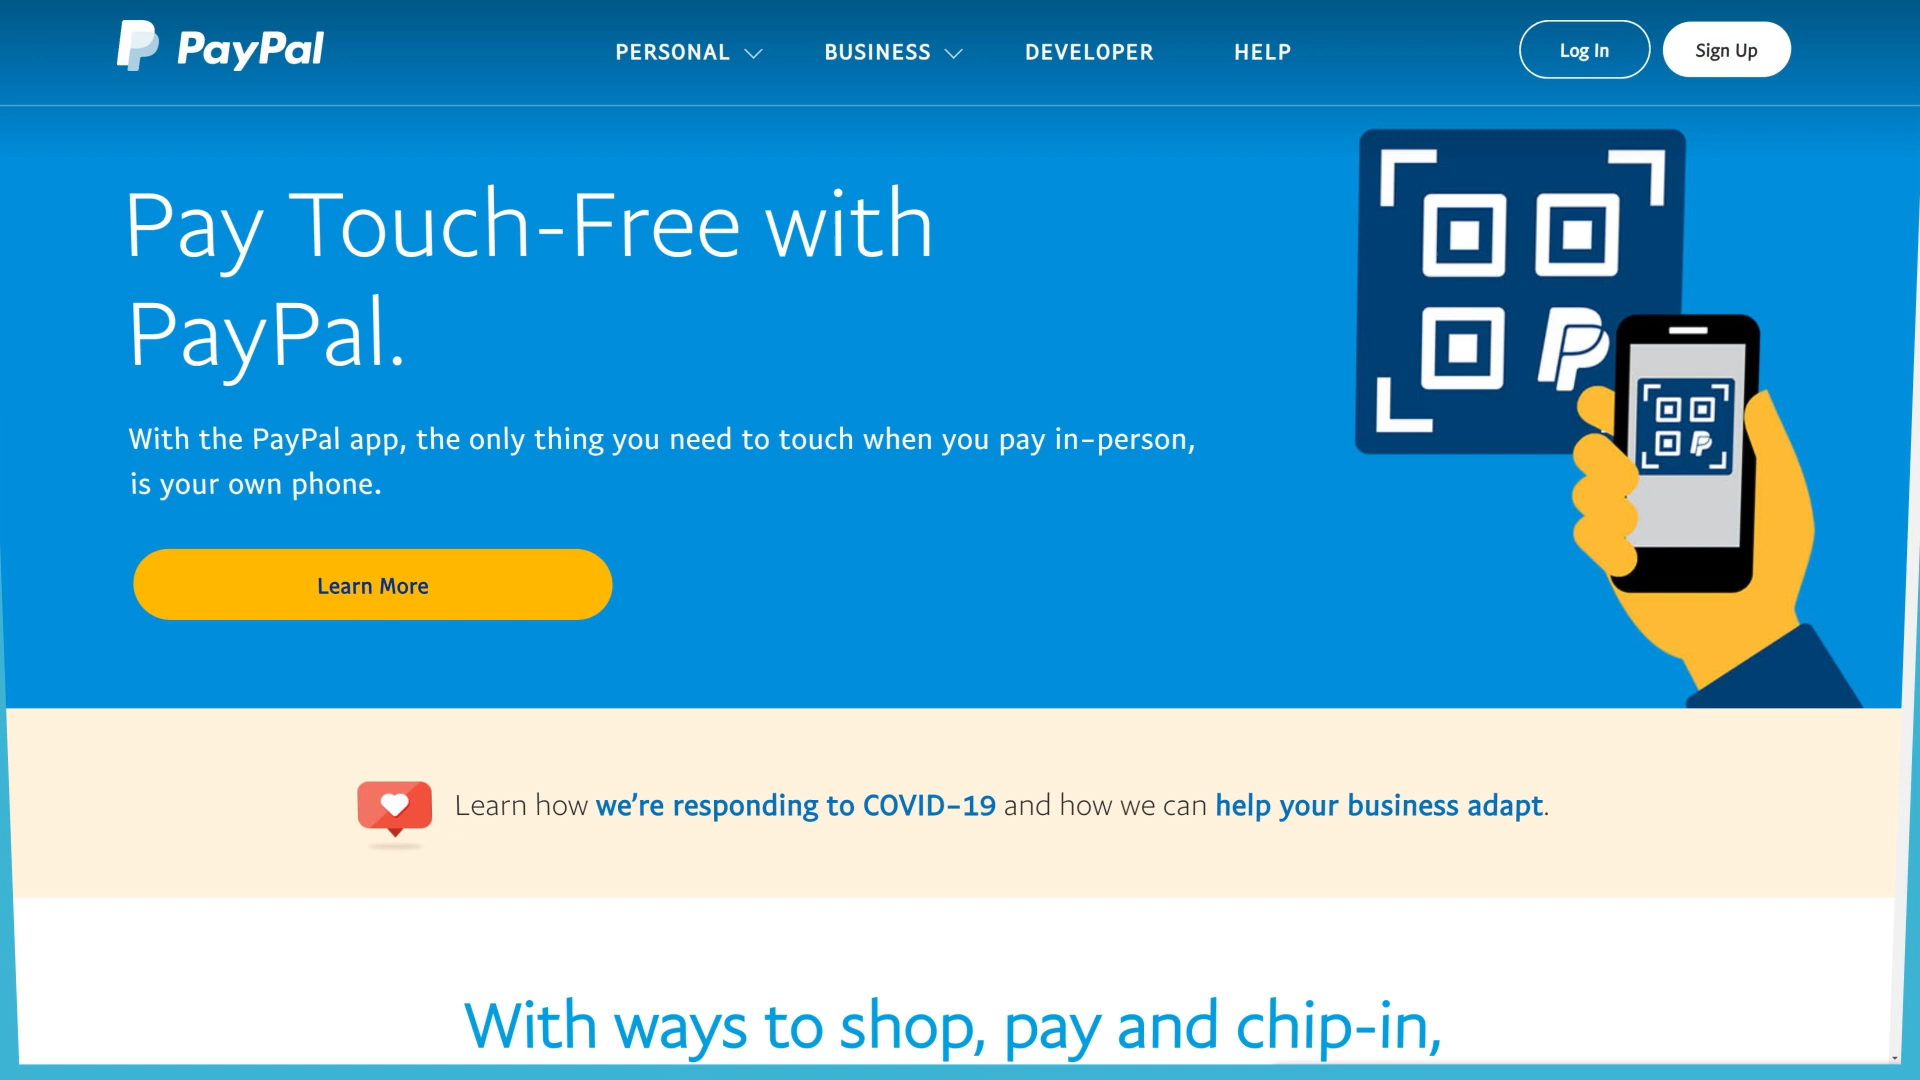 PayPal
PERSONAL
BUSINESS
DEVELOPER
HELP
Log In
Sign Up
Pay Touch-Free with
PayPal.
With the PayPal app, the only thing you need to touch when you pay in-person,
is your own phone.
Learn More
Learn how we're responding to COVID-19 and how we can help your business adapt.
With ways to shop, pay and chip-in,